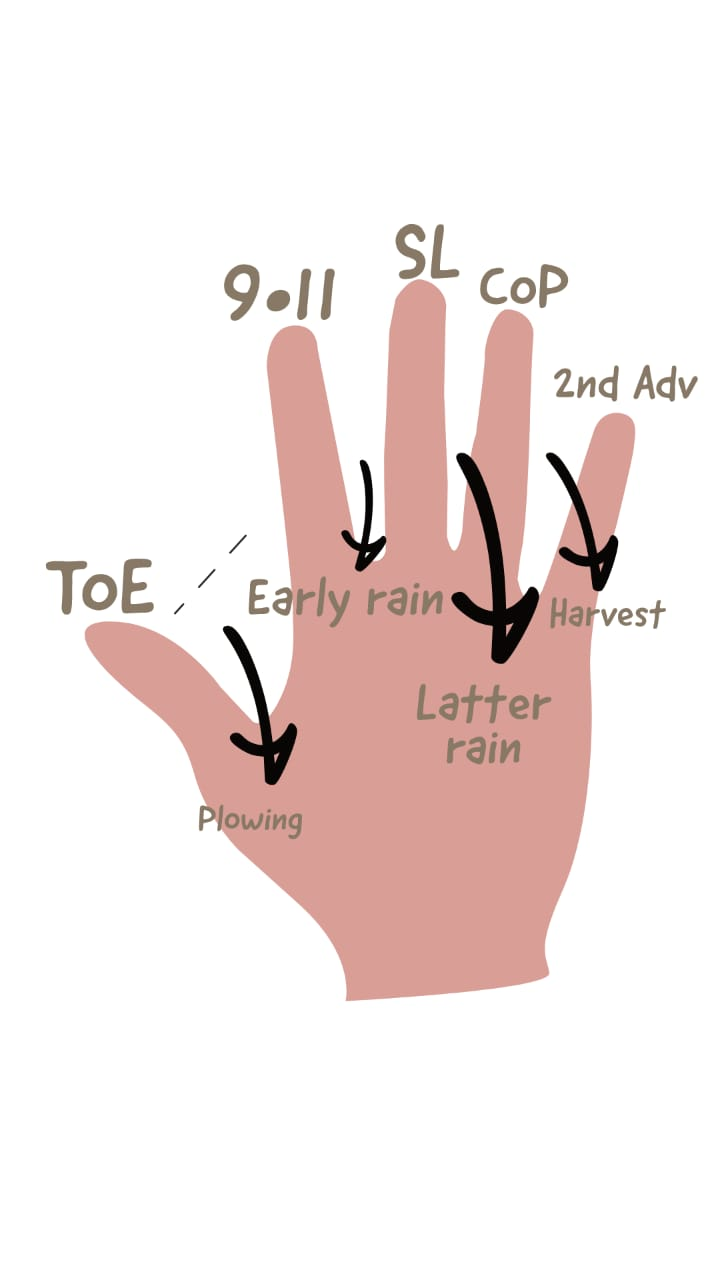 SL
9•11
CoP
2nd Adv
ToE
Early rain
Harvest
Latter
rain
Plowing